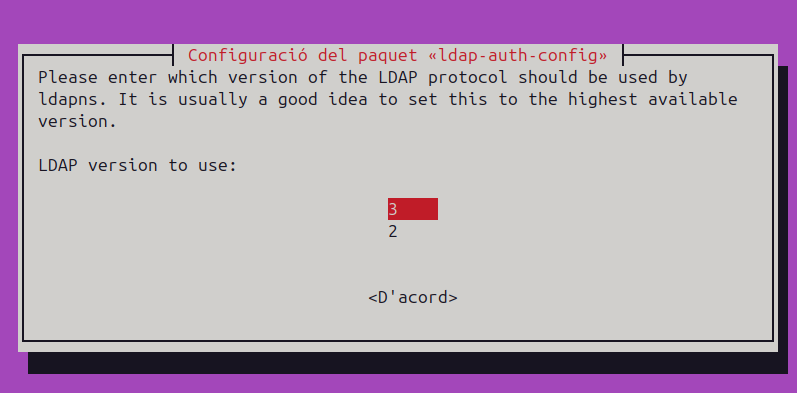 Configuració del paquet «ldap-auth-config»
Please enter which version of the LDAP protocol should be used by
ldapns. It is usually a good idea to set this to the highest available
version.
LDAP version to use:
3
2
<D'acord>